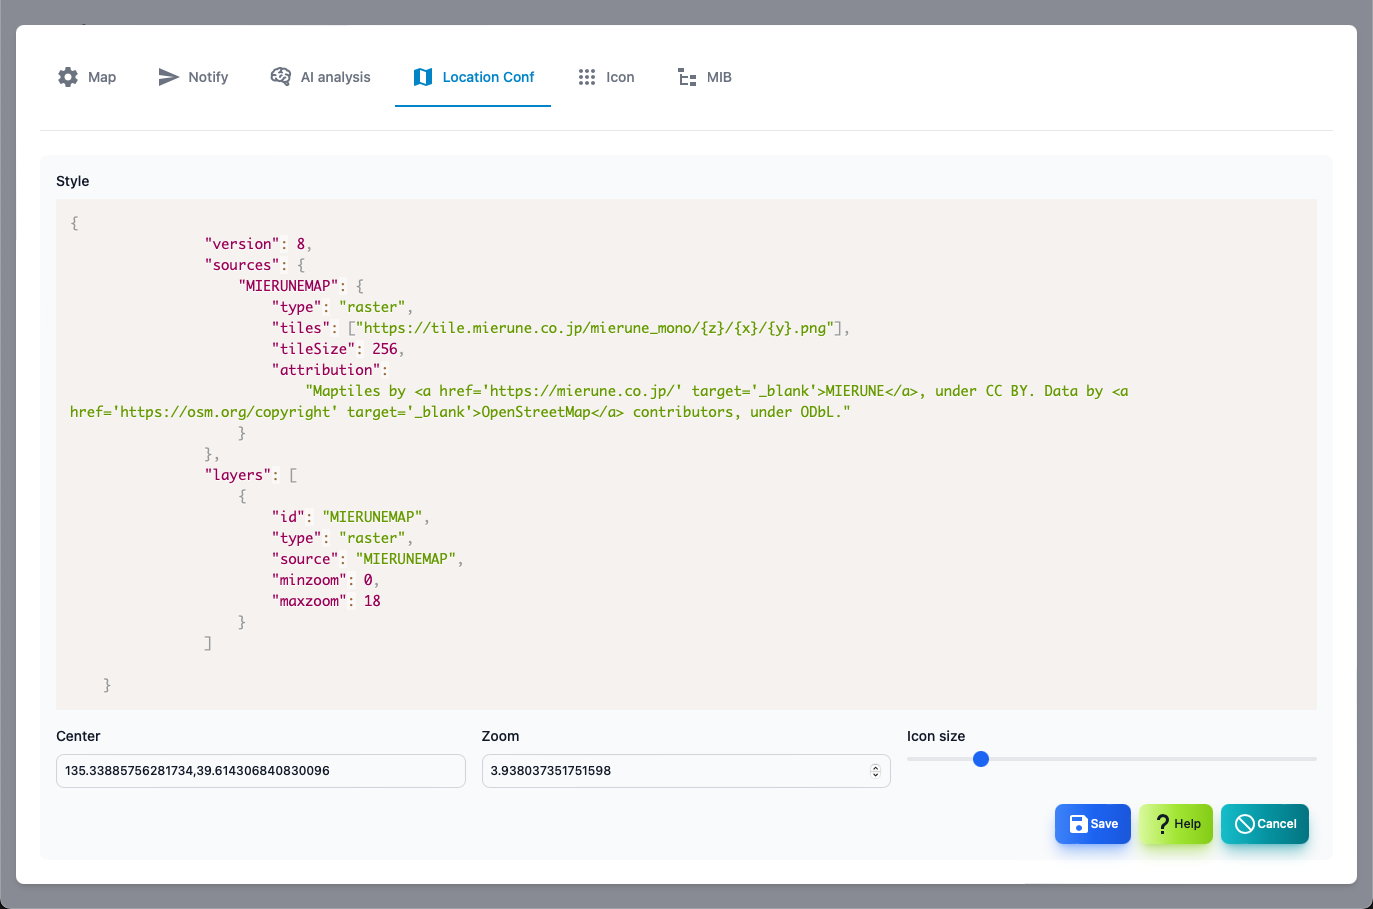 Map Notify AI analysis Location Conf Icon MIB
Style
{
"version": 8,
"sources": {
"MIERUNEMAP": {
"type": "raster",
"tiles": ["https://tile.mierune.co.jp/mierune_mono/{z}/{x}/{y}.png"],
"tileSize": 256,
"attribution":
"Maptiles by <a href='https://mierune.co.jp/' target='_blank'>MIERUNE</a>, under CC BY. Data by <a
href='https://osm.org/copyright' target='_blank'>OpenStreetMap</a> contributors, under ODbL."
}
},
"layers": [
{
"id": "MIERUNEMAP",
"type": "raster",
"source": "MIERUNEMAP",
"minzoom": 0,
"maxzoom": 18
}
]
}
Center Zoom Icon size
135.33885756281734,39.614306840830096 3.938037351751598
Save ? Help Cancel